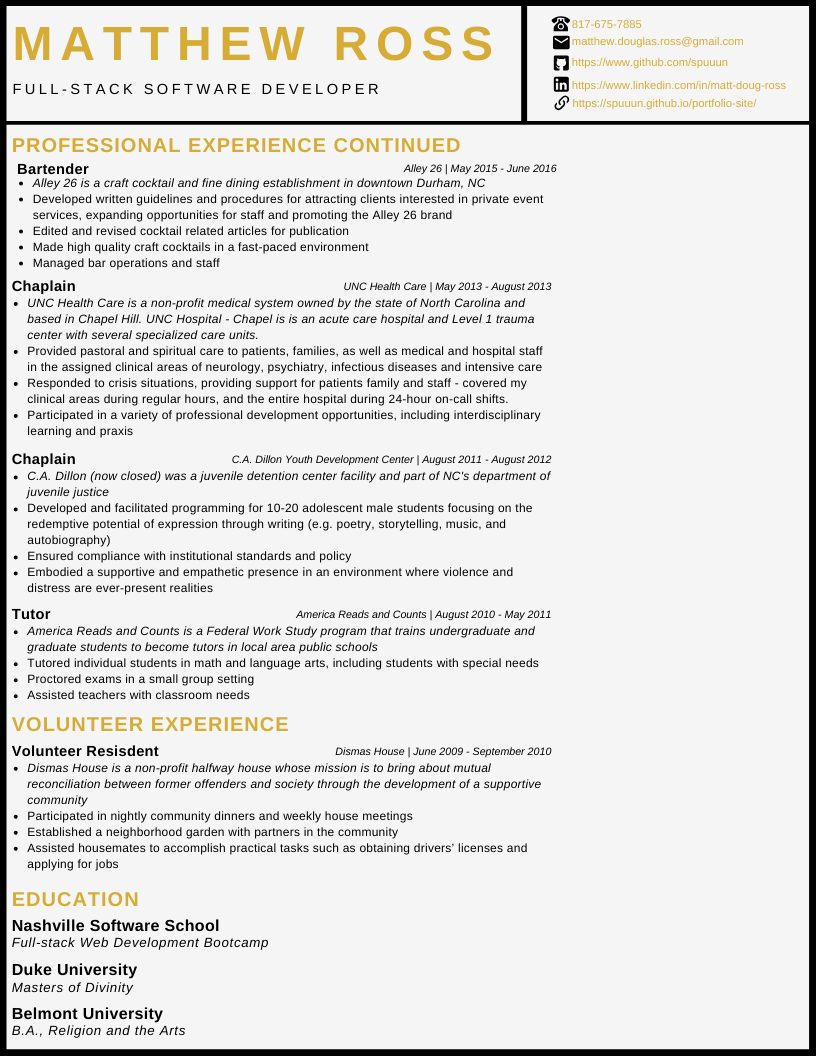 MATTHEW ROSS
FULL-STACK SOFTWARE DEVELOPER
817-675-7885
matthew.douglas.ross@gmail.com
https://www.github.com/spuuun
https://www.linkedin.com/in/matt-doug-ross
https://spuuun.github.io/portfolio-site/
PROFESSIONAL EXPERIENCE CONTINUED
Bartender Alley 26 | May 2015 - June 2016
• Alley 26 is a craft cocktail and fine dining establishment in downtown Durham, NC
• Developed written guidelines and procedures for attracting clients interested in private event
services, expanding opportunities for staff and promoting the Alley 26 brand
• Edited and revised cocktail related articles for publication
• Made high quality craft cocktails in a fast-paced environment
• Managed bar operations and staff
Chaplain UNC Health Care | May 2013 - August 2013
• UNC Health Care is a non-profit medical system owned by the state of North Carolina and
based in Chapel Hill. UNC Hospital - Chapel is is an acute care hospital and Level 1 trauma
center with several specialized care units.
• Provided pastoral and spiritual care to patients, families, as well as medical and hospital staff
in the assigned clinical areas of neurology, psychiatry, infectious diseases and intensive care
• Responded to crisis situations, providing support for patients family and staff - covered my
clinical areas during regular hours, and the entire hospital during 24-hour on-call shifts.
• Participated in a variety of professional development opportunities, including interdisciplinary
learning and praxis
Chaplain C.A. Dillon Youth Development Center | August 2011 - August 2012
• C.A. Dillon (now closed) was a juvenile detention center facility and part of NC's department of
juvenile justice
• Developed and facilitated programming for 10-20 adolescent male students focusing on the
redemptive potential of expression through writing (e.g. poetry, storytelling, music, and
autobiography)
• Ensured compliance with institutional standards and policy
• Embodied a supportive and empathetic presence in an environment where violence and
distress are ever-present realities
Tutor America Reads and Counts | August 2010 - May 2011
• America Reads and Counts is a Federal Work Study program that trains undergraduate and
graduate students to become tutors in local area public schools
• Tutored individual students in math and language arts, including students with special needs
• Proctored exams in a small group setting
• Assisted teachers with classroom needs
VOLUNTEER EXPERIENCE
Volunteer Resisdent Dismas House | June 2009 - September 2010
• Dismas House is a non-profit halfway house whose mission is to bring about mutual
reconciliation between former offenders and society through the development of a supportive
community
• Participated in nightly community dinners and weekly house meetings
• Established a neighborhood garden with partners in the community
• Assisted housemates to accomplish practical tasks such as obtaining drivers' licenses and
applying for jobs
EDUCATION
Nashville Software School
Full-stack Web Development Bootcamp
Duke University
Masters of Divinity
Belmont University
B.A., Religion and the Arts